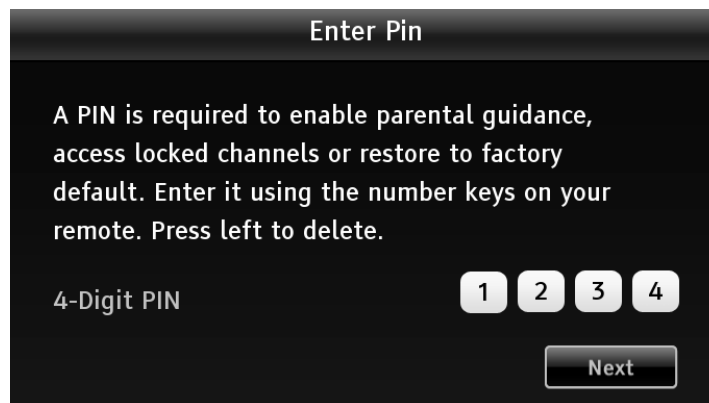 Enter Pin
A PIN is required to enable parental guidance,
access locked channels or restore to factory
default. Enter it using the number keys on your
remote. Press left to delete.
4-Digit PIN 1 2 3 4
Next